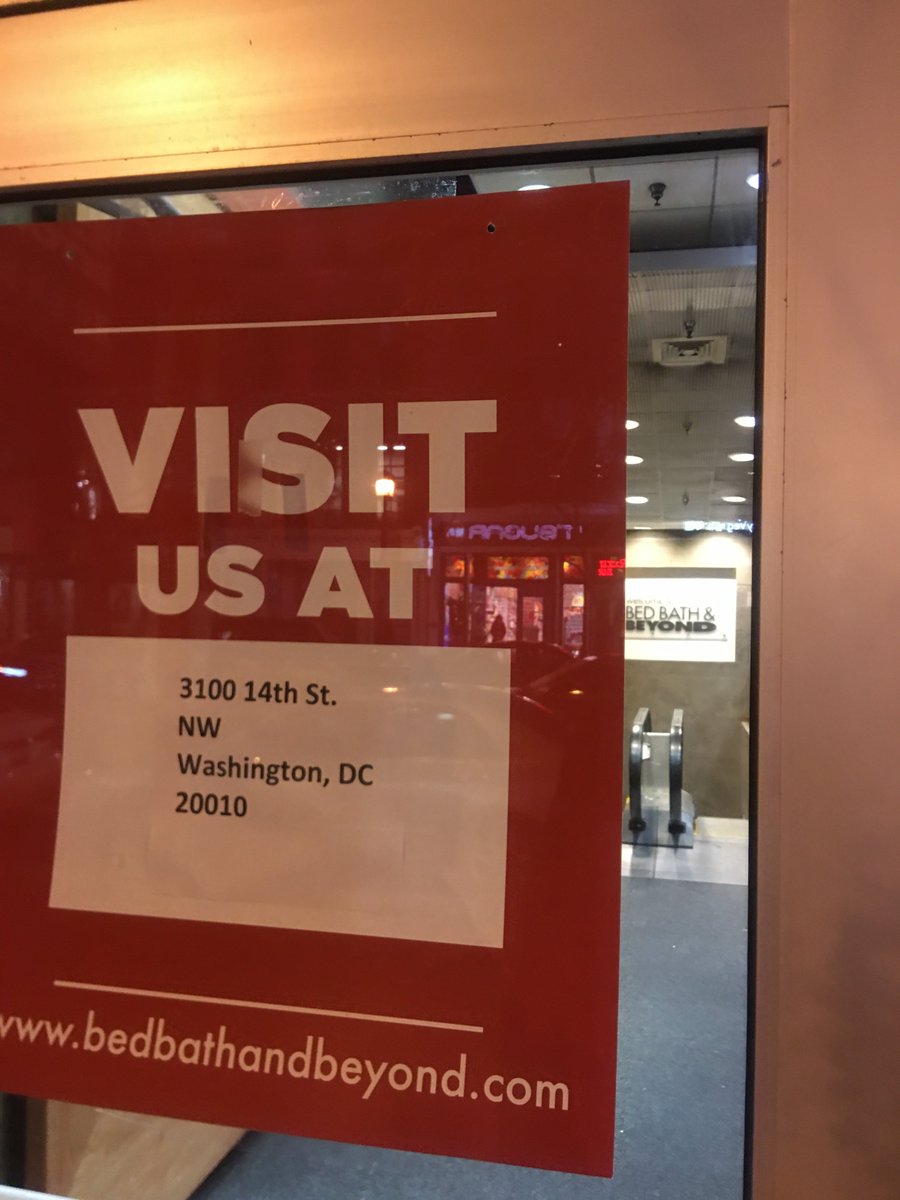 VISIT
US AT
3100 14th St.
NW
Washington, DC
20010
www.bedbathandbeyond.com
BED BATH &
BEYOND